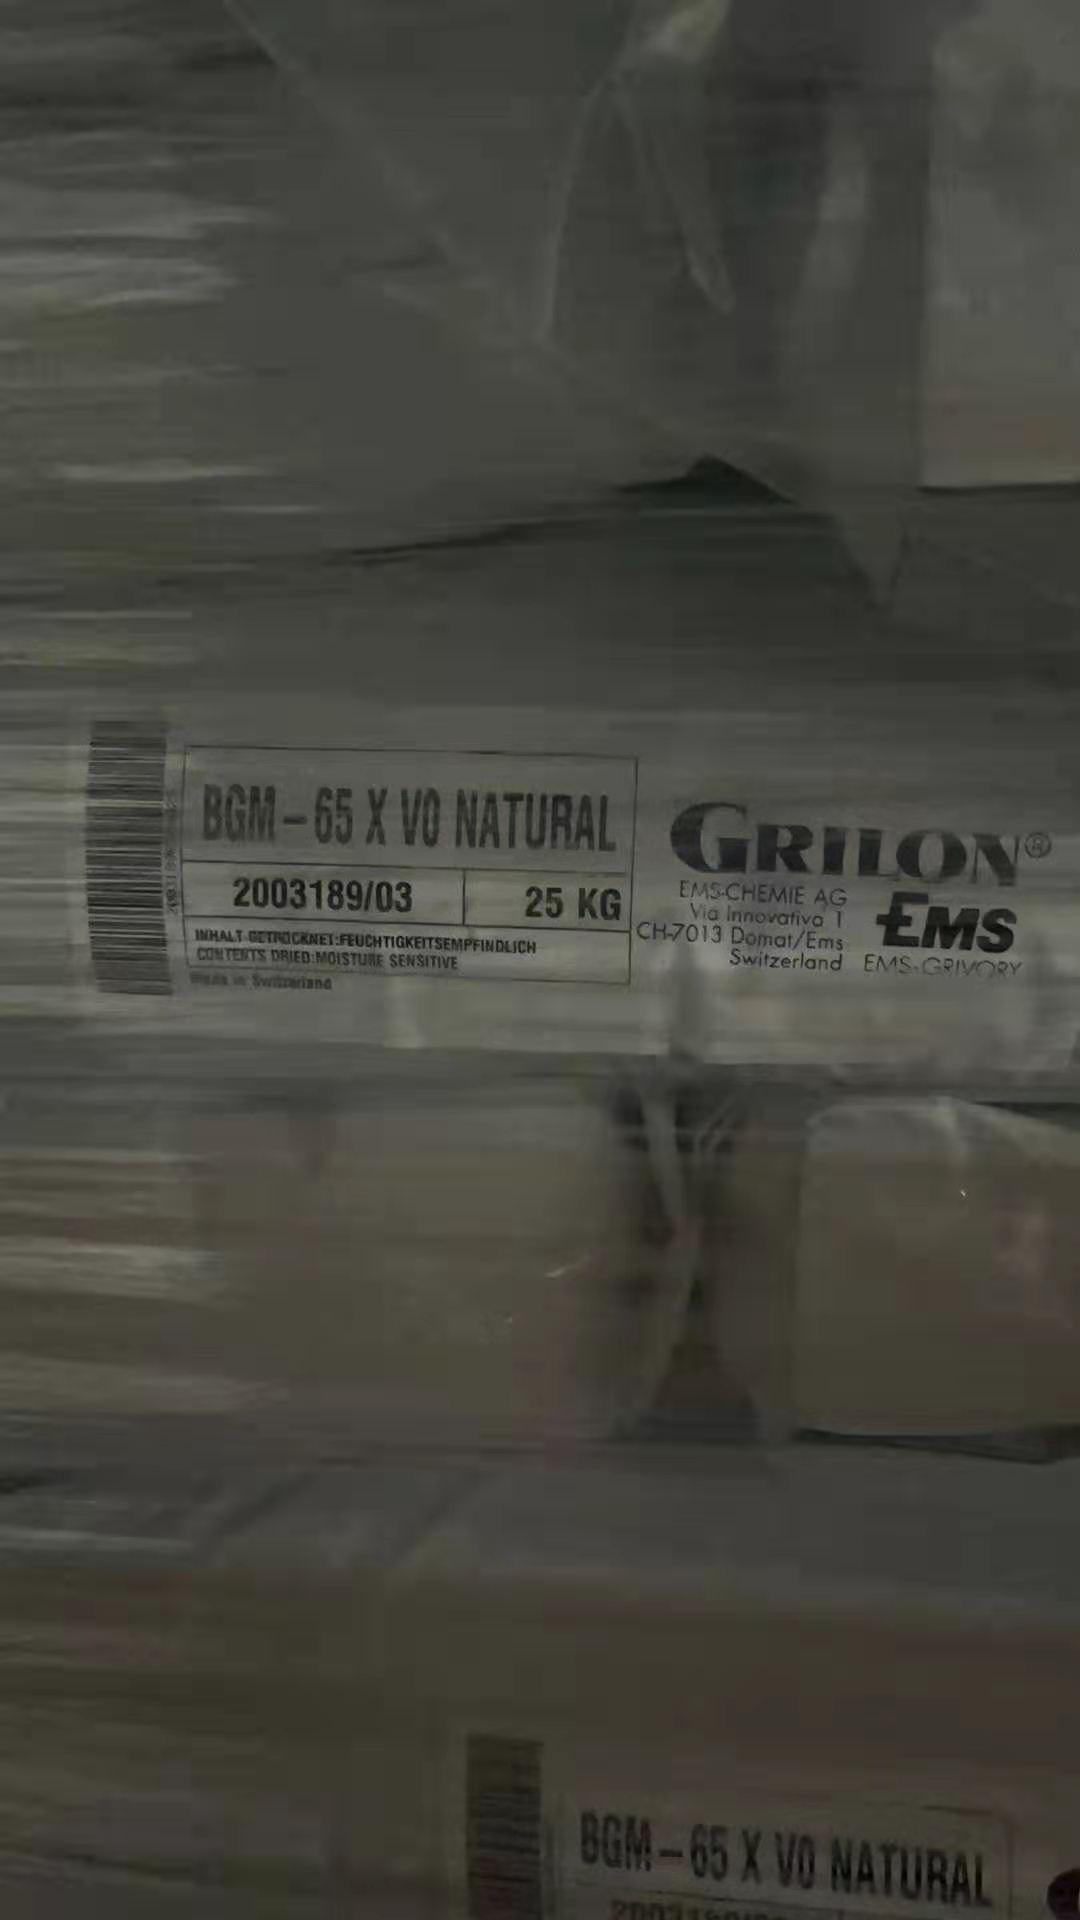 BGM-65 X V0 NATURAL
2003189/03
25 KG
INHALT GETROCKNET:FEUCHTIGKEITSEMPFINDLICH
CONTENTS DRIED:MOISTURE SENSITIVE
Made in Switzerland
GRILON®
EMS-CHEMIE AG
Via Innovativa 1
CH-7013 Domat/Ems
Switzerland
EMS
EMS-GRIVORY
BGM-65 X V0 NATURAL